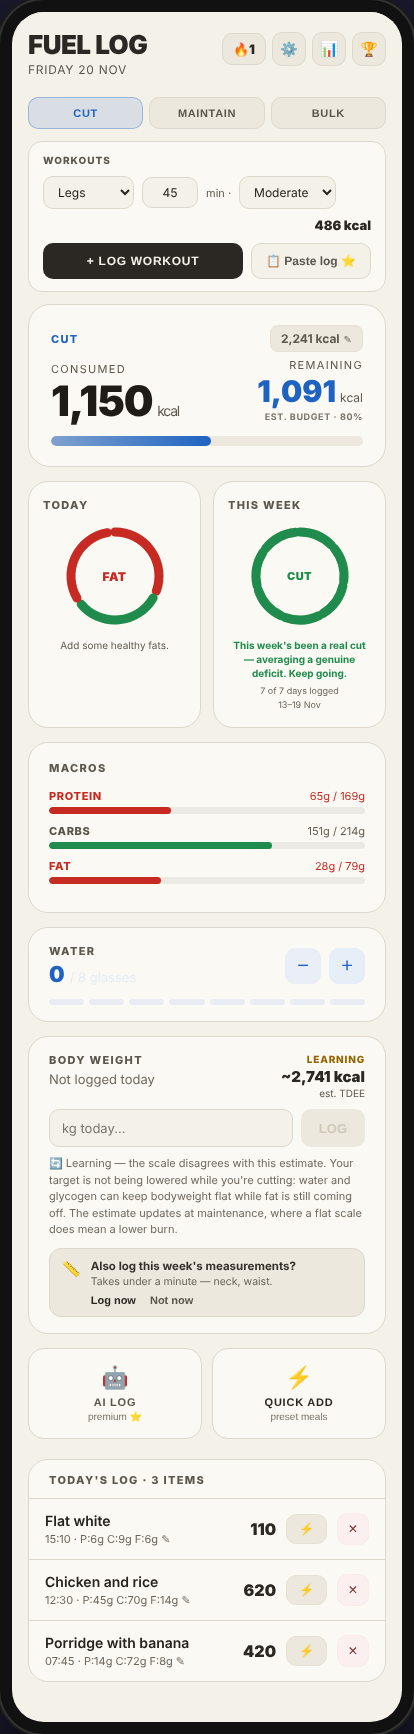 FUEL LOG
🔥1 ⚙️ 📊 🏆
FRIDAY 20 NOV
CUT MAINTAIN BULK
WORKOUTS
Legs 45 min · Moderate
486 kcal
+ LOG WORKOUT 📋 Paste log ⭐
CUT 2,241 kcal ✎
CONSUMED REMAINING
1,150 kcal 1,091 kcal
EST. BUDGET · 80%
TODAY
FAT
Add some healthy fats.
THIS WEEK
CUT
This week's been a real cut
— averaging a genuine
deficit. Keep going.
7 of 7 days logged
13–19 Nov
MACROS
PROTEIN 65g / 169g
CARBS 151g / 214g
FAT 28g / 79g
WATER
0 / 8 glasses − +
BODY WEIGHT LEARNING
Not logged today ~2,741 kcal
est. TDEE
kg today... LOG
🔄 Learning — the scale disagrees with this estimate. Your
target is not being lowered while you're cutting: water and
glycogen can keep bodyweight flat while fat is still coming
off. The estimate updates at maintenance, where a flat scale
does mean a lower burn.
📏 Also log this week's measurements?
Takes under a minute — neck, waist.
Log now Not now
🤖
AI LOG
premium ⭐
⚡
QUICK ADD
preset meals
TODAY'S LOG · 3 ITEMS
Flat white 110 ⚡ ×
15:10 · P:6g C:9g F:6g ✎
Chicken and rice 620 ⚡ ×
12:30 · P:45g C:70g F:14g ✎
Porridge with banana 420 ⚡ ×
07:45 · P:14g C:72g F:8g ✎